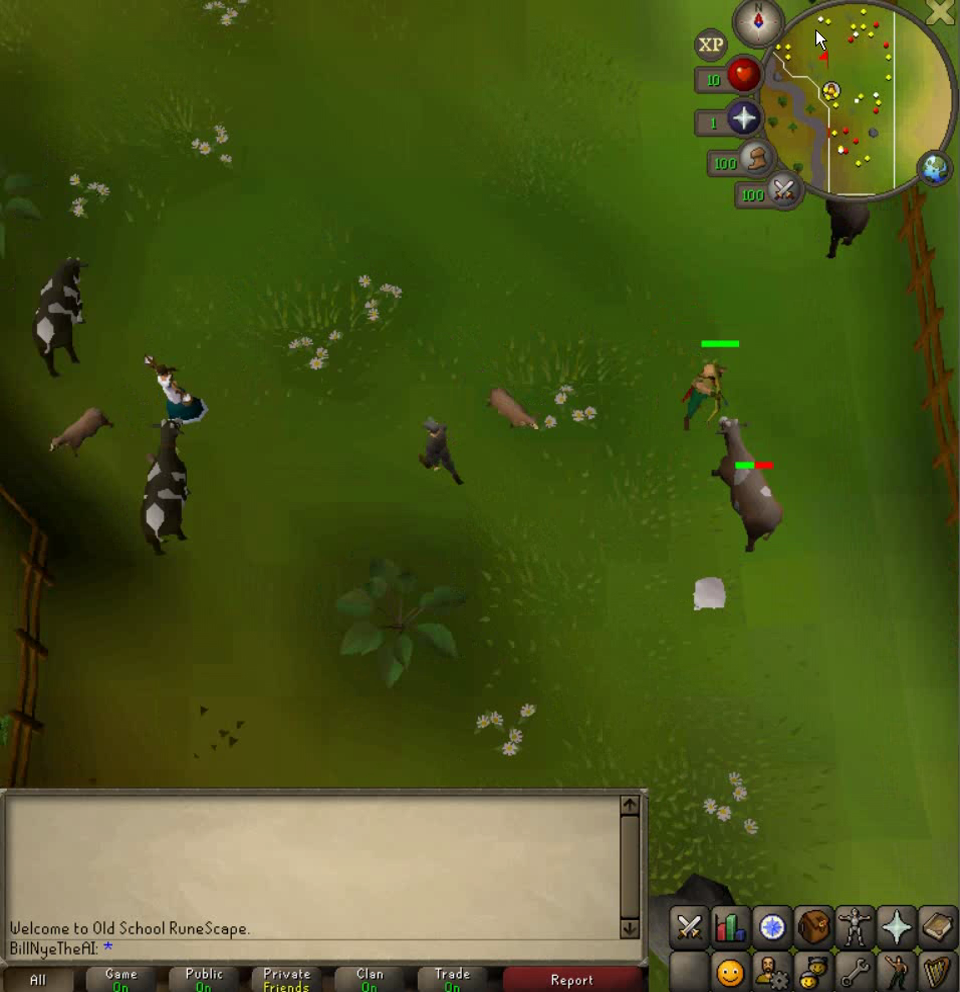 N
XP
10
1
100
100
Welcome to Old School RuneScape.
BillNyeTheAI: *
All
Game
On
Public
On
Private
Friends
Clan
On
Trade
On
Report